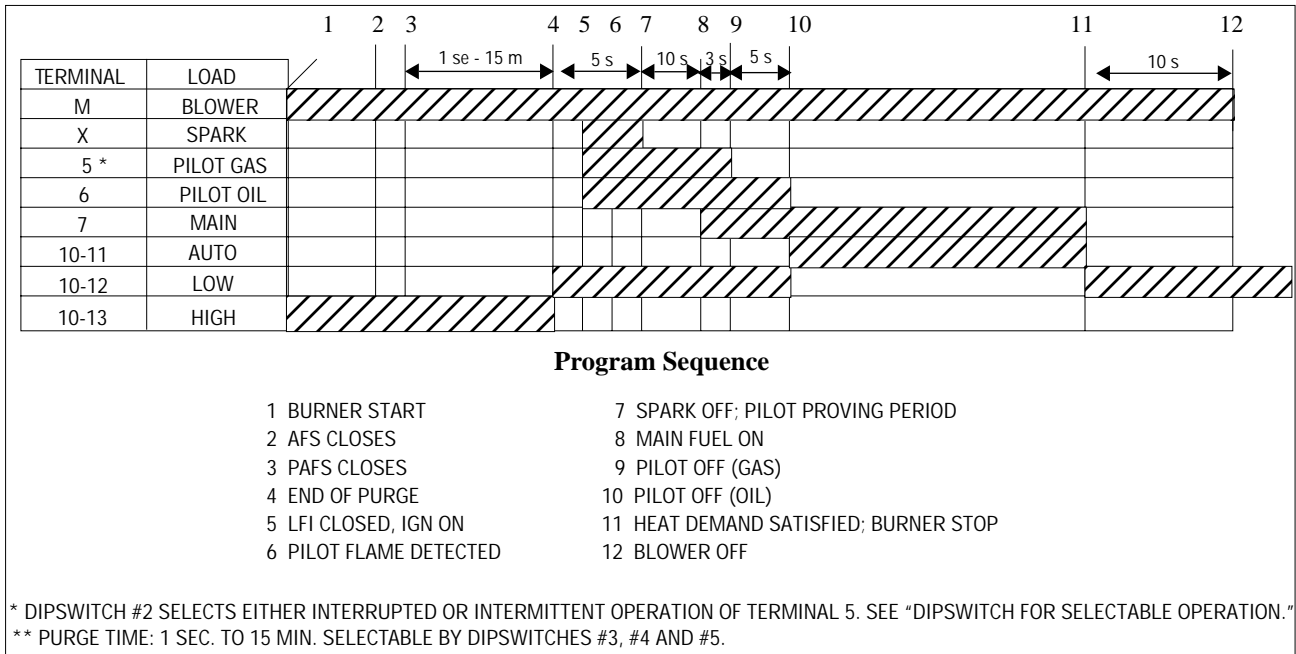 1 2 3 4 5 6 7 8 9 10 11 12
1 se - 15 m 5 s 10 s 3 s 5 s 10 s
TERMINAL LOAD
M BLOWER
X SPARK
5 * PILOT GAS
6 PILOT OIL
7 MAIN
10-11 AUTO
10-12 LOW
10-13 HIGH
Program Sequence
1 BURNER START
2 AFS CLOSES
3 PAFS CLOSES
4 END OF PURGE
5 LFI CLOSED, IGN ON
6 PILOT FLAME DETECTED
7 SPARK OFF; PILOT PROVING PERIOD
8 MAIN FUEL ON
9 PILOT OFF (GAS)
10 PILOT OFF (OIL)
11 HEAT DEMAND SATISFIED; BURNER STOP
12 BLOWER OFF
* DIPSWITCH #2 SELECTS EITHER INTERRUPTED OR INTERMITTENT OPERATION OF TERMINAL 5. SEE “DIPSWITCH FOR SELECTABLE OPERATION.”
** PURGE TIME: 1 SEC. TO 15 MIN. SELECTABLE BY DIPSWITCHES #3, #4 AND #5.